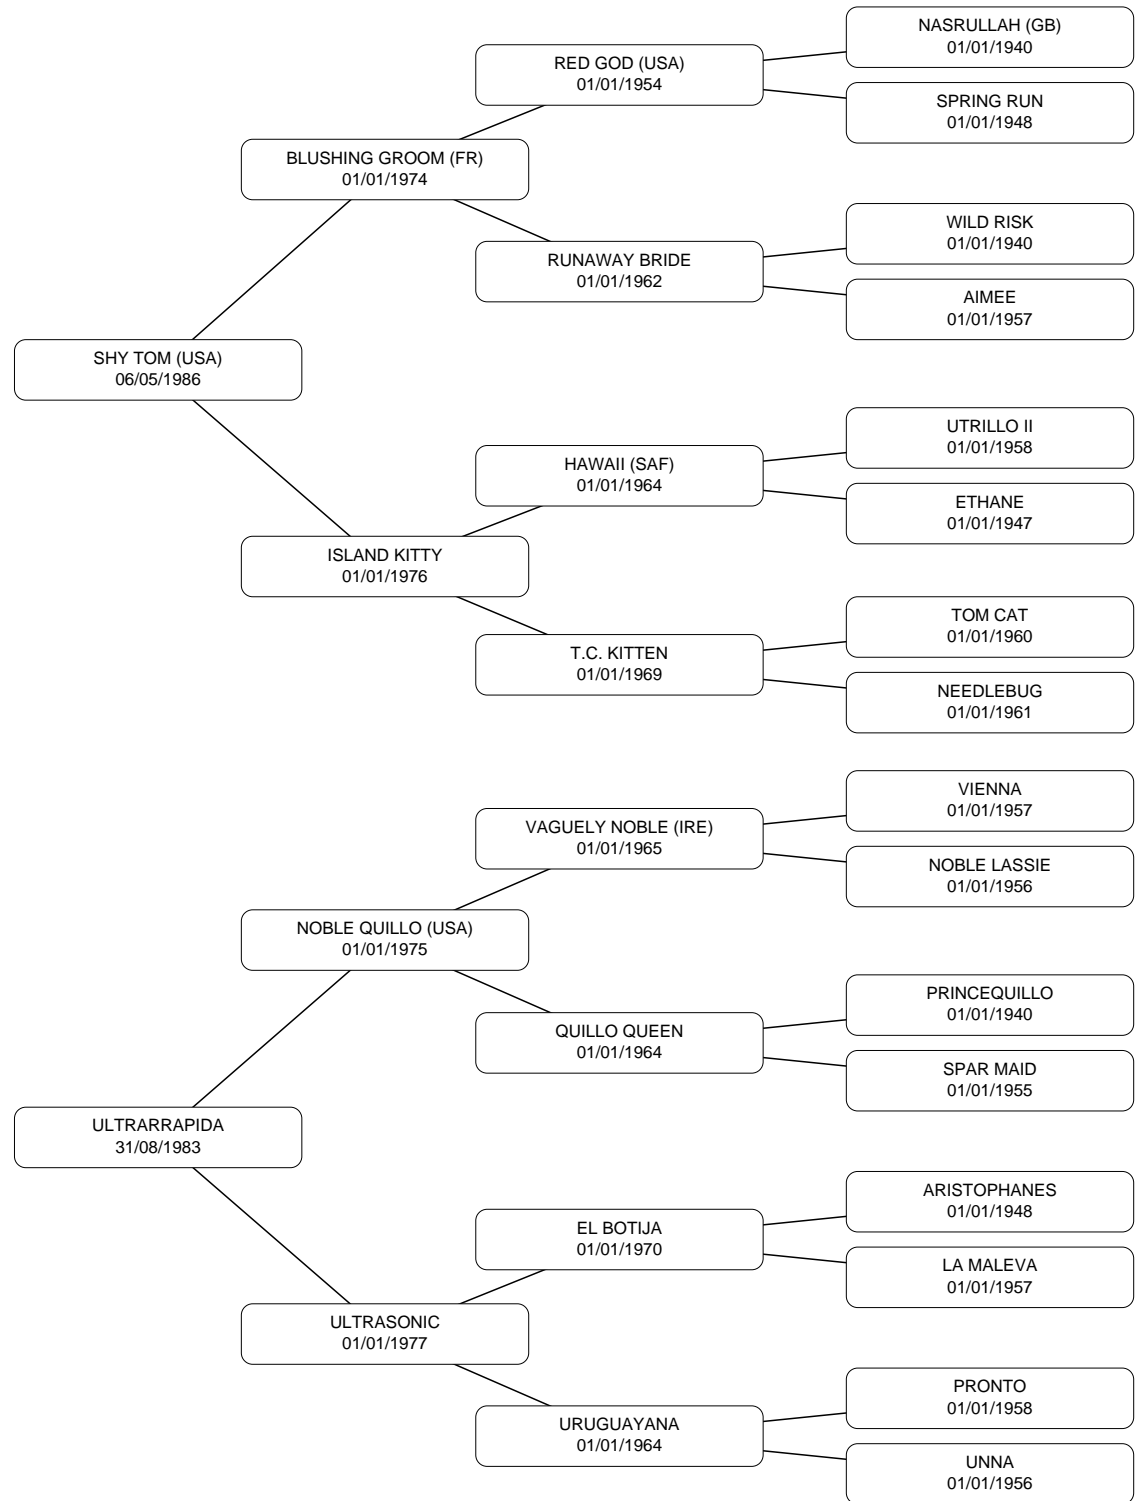 NASRULLAH (GB)
01/01/1940
RED GOD (USA)
01/01/1954
SPRING RUN
01/01/1948
BLUSHING GROOM (FR)
01/01/1974
WILD RISK
01/01/1940
RUNAWAY BRIDE
01/01/1962
AIMEE
01/01/1957
SHY TOM (USA)
06/05/1986
UTRILLO II
01/01/1958
HAWAII (SAF)
01/01/1964
ETHANE
01/01/1947
ISLAND KITTY
01/01/1976
TOM CAT
01/01/1960
T.C. KITTEN
01/01/1969
NEEDLEBUG
01/01/1961
VIENNA
01/01/1957
VAGUELY NOBLE (IRE)
01/01/1965
NOBLE LASSIE
01/01/1956
NOBLE QUILLO (USA)
01/01/1975
PRINCEQUILLO
01/01/1940
QUILLO QUEEN
01/01/1964
SPAR MAID
01/01/1955
ULTRARRAPIDA
31/08/1983
ARISTOPHANES
01/01/1948
EL BOTIJA
01/01/1970
LA MALEVA
01/01/1957
ULTRASONIC
01/01/1977
PRONTO
01/01/1958
URUGUAYANA
01/01/1964
UNNA
01/01/1956